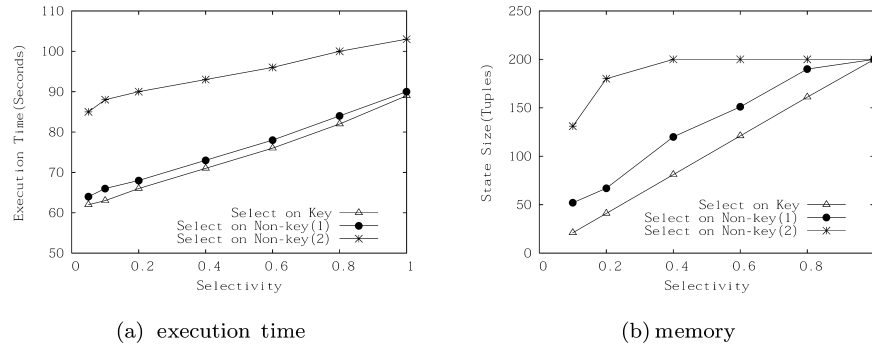 110
100
90
80
70
60
50
Execution Time(Seconds)
Select on Key
Select on Non-key(1)
Select on Non-key(2)
0 0.2 0.4 0.6 0.8 1
Selectivity
(a) execution time
250
200
150
100
50
0
State Size(Tuples)
Select on Key
Select on Non-key(1)
Select on Non-key(2)
0 0.2 0.4 0.6 0.8
Selectivity
(b) memory